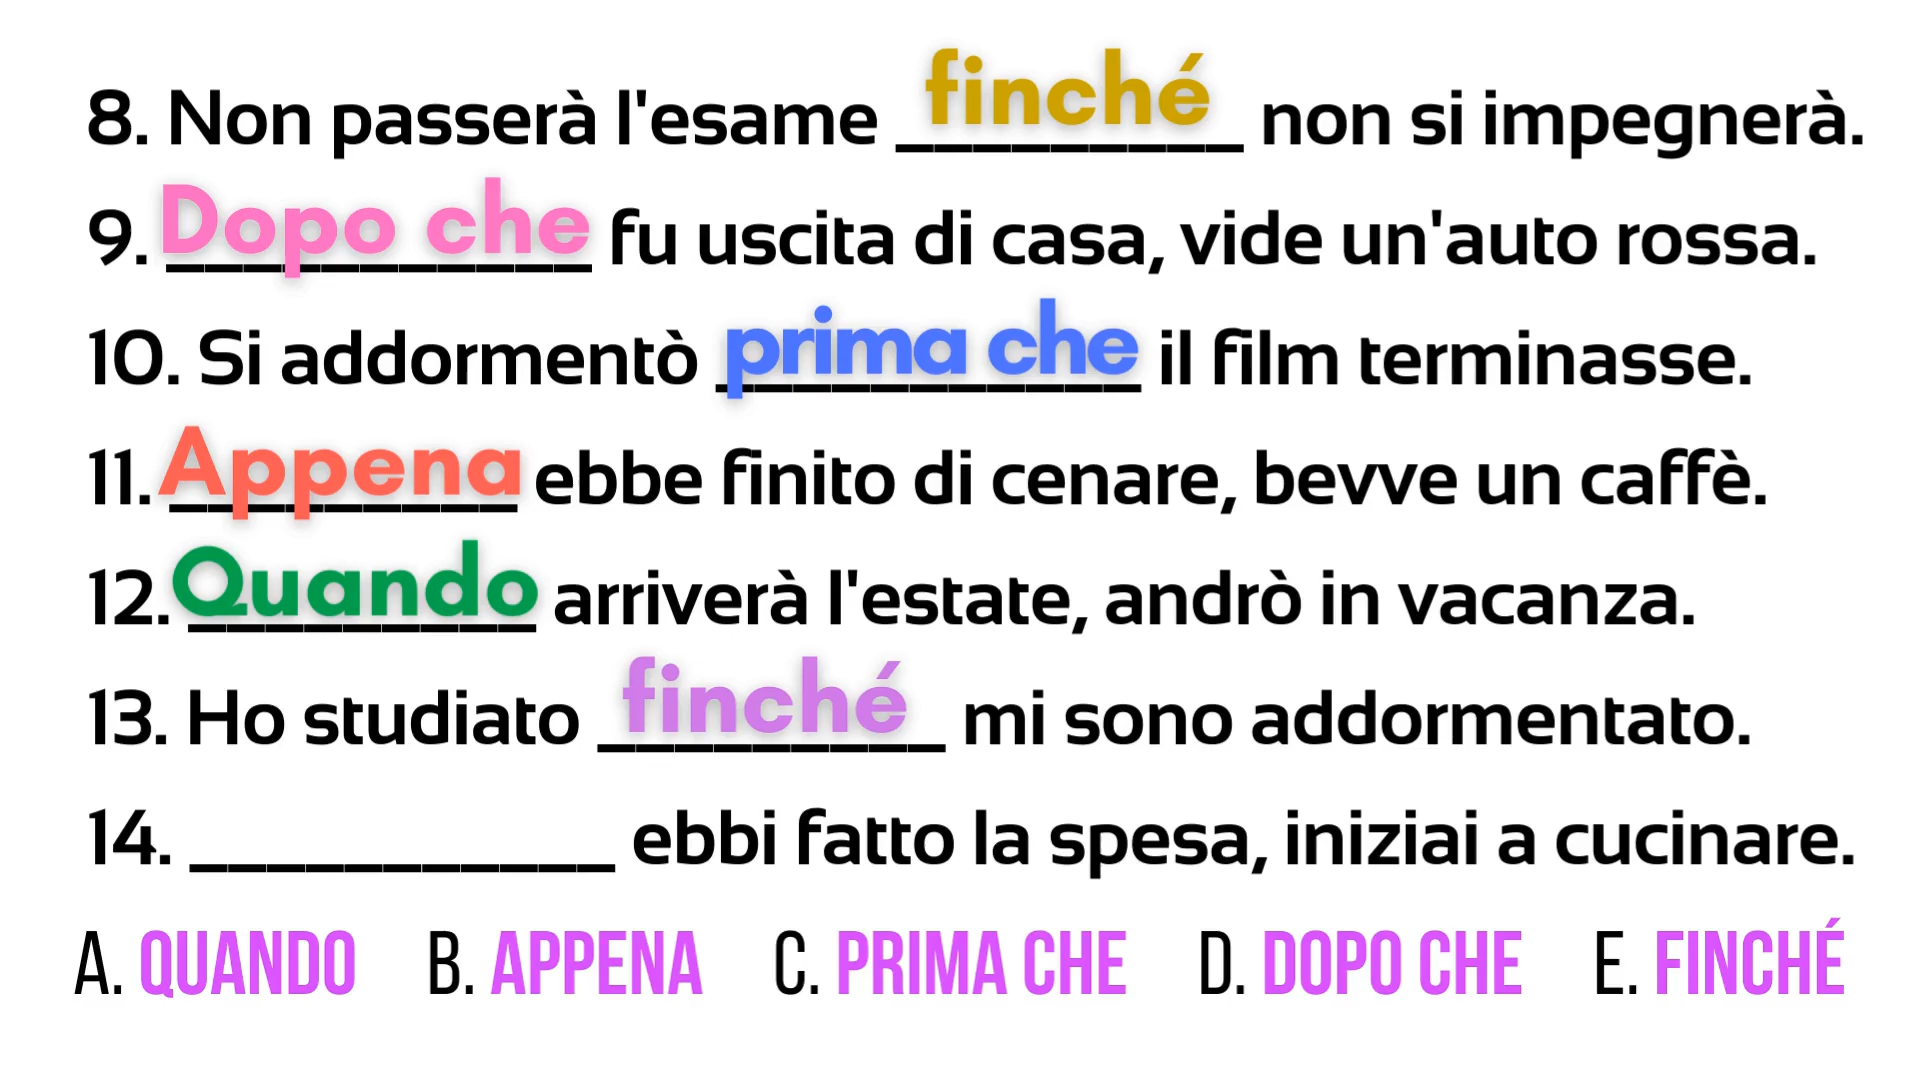 8. Non passerà l'esame finché non si impegnerà.
9. Dopo che fu uscita di casa, vide un'auto rossa.
10. Si addormentò prima che il film terminasse.
11. Appena ebbe finito di cenare, bevve un caffè.
12. Quando arriverà l'estate, andrò in vacanza.
13. Ho studiato finché mi sono addormentato.
14. ___________ ebbi fatto la spesa, iniziai a cucinare.
A. QUANDO B. APPENA C. PRIMA CHE D. DOPO CHE E. FINCHÉ